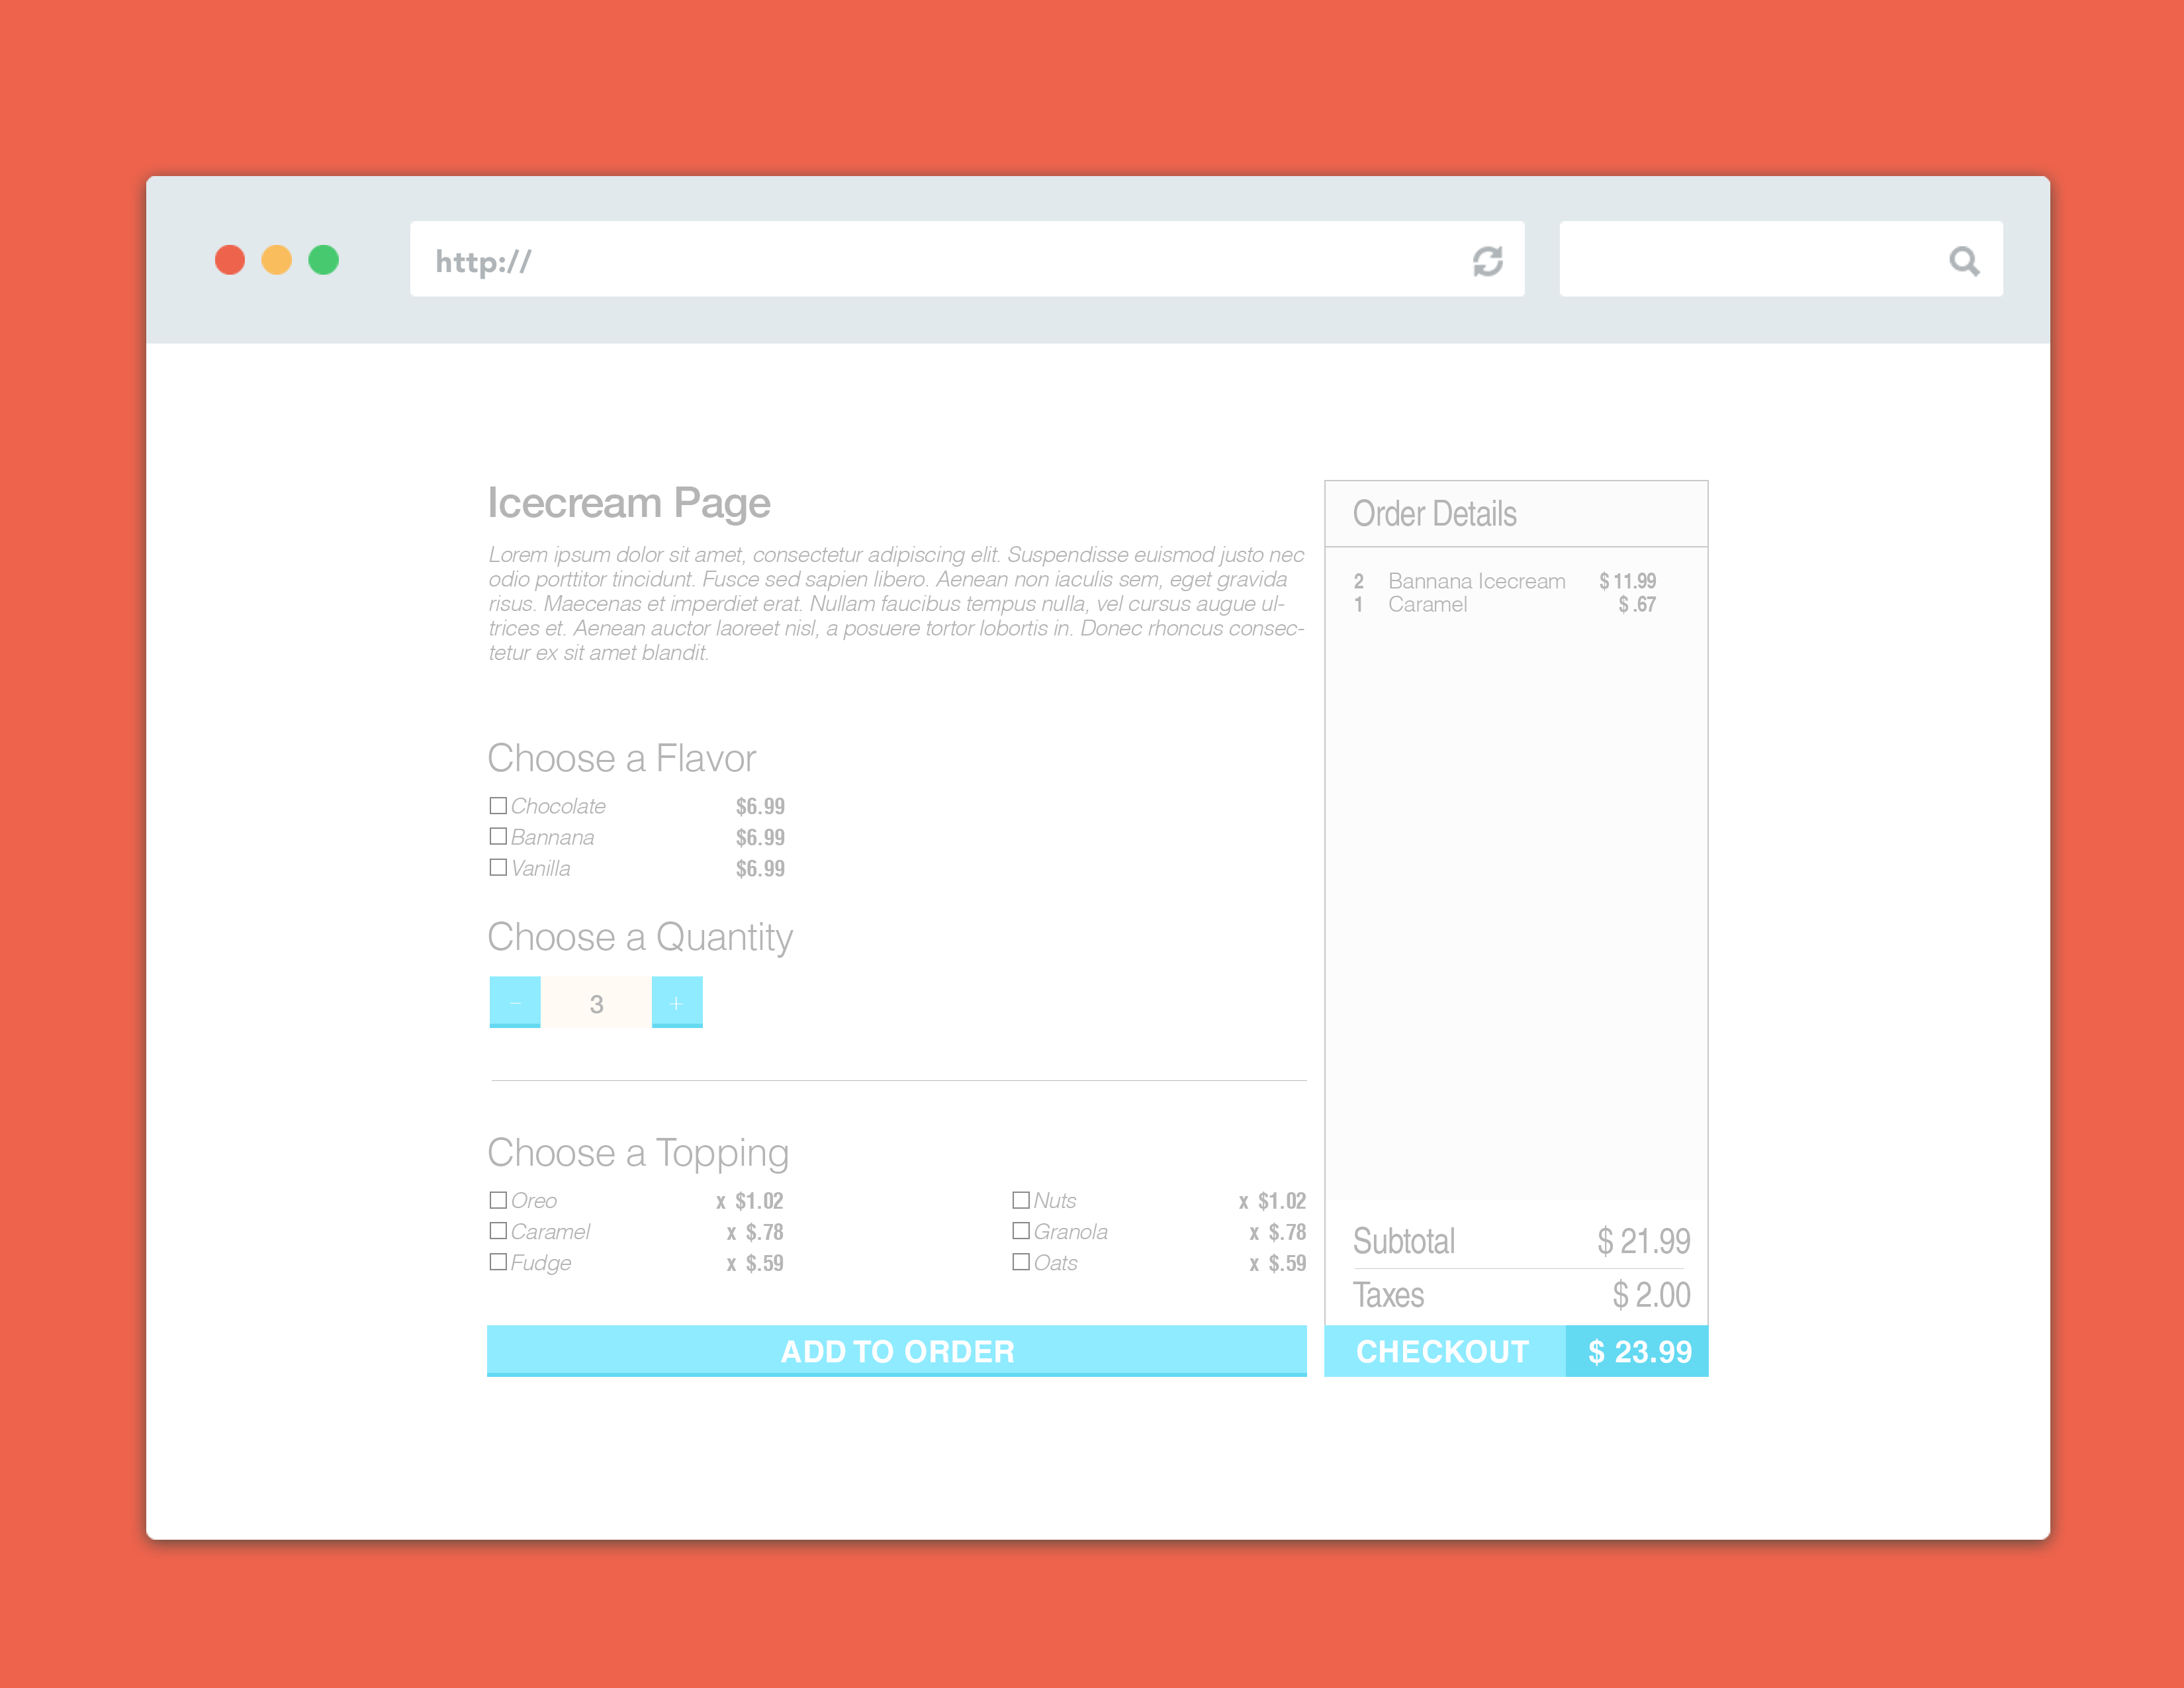 http://
Icecream Page
Lorem ipsum dolor sit amet, consectetur adipiscing elit. Suspendisse euismod justo nec
odio porttitor tincidunt. Fusce sed sapien libero. Aenean non iaculis sem, eget gravida
risus. Maecenas et imperdiet erat. Nullam faucibus tempus nulla, vel cursus augue ul-
trices et. Aenean auctor laoreet nisl, a posuere tortor lobortis in. Donec rhoncus consec-
tetur ex sit amet blandit.
Choose a Flavor
Chocolate $6.99
Bannana $6.99
Vanilla $6.99
Choose a Quantity
– 3 +
Choose a Topping
Oreo x $1.02 Nuts x $1.02
Caramel x $.78 Granola x $.78
Fudge x $.59 Oats x $.59
ADD TO ORDER
Order Details
2 Bannana Icecream $ 11.99
1 Caramel $ .67
Subtotal $ 21.99
Taxes $ 2.00
CHECKOUT $ 23.99